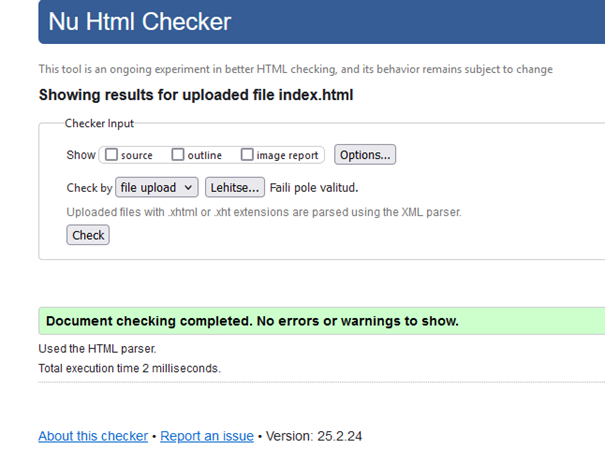 Nu Html Checker
This tool is an ongoing experiment in better HTML checking, and its behavior remains subject to change
Showing results for uploaded file index.html
Checker Input
Show source outline image report Options...
Check by file upload Lehitse... Faili pole valitud.
Uploaded files with .xhtml or .xht extensions are parsed using the XML parser.
Check
Document checking completed. No errors or warnings to show.
Used the HTML parser.
Total execution time 2 milliseconds.
About this checker • Report an issue • Version: 25.2.24